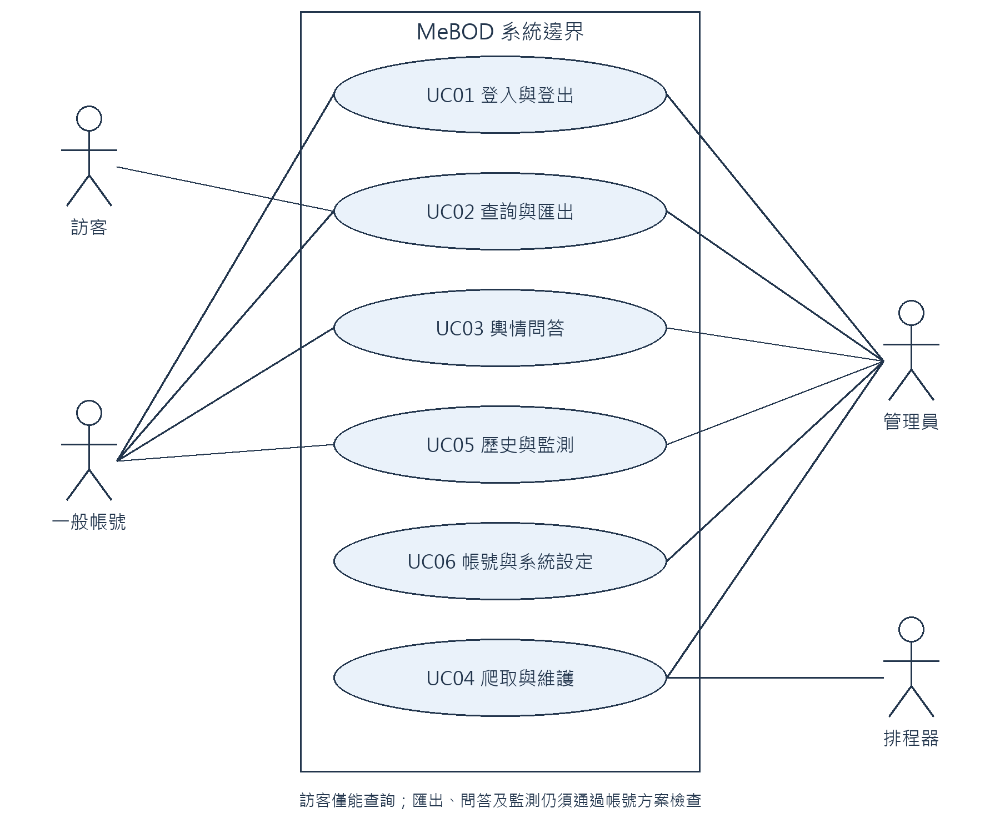 MeBOD 系統邊界
UC01 登入與登出
訪客
UC02 查詢與匯出
UC03 輿情問答
管理員
UC05 歷史與監測
一般帳號
UC06 帳號與系統設定
UC04 爬取與維護
排程器
訪客僅能查詢；匯出、問答及監測仍須通過帳號方案檢查